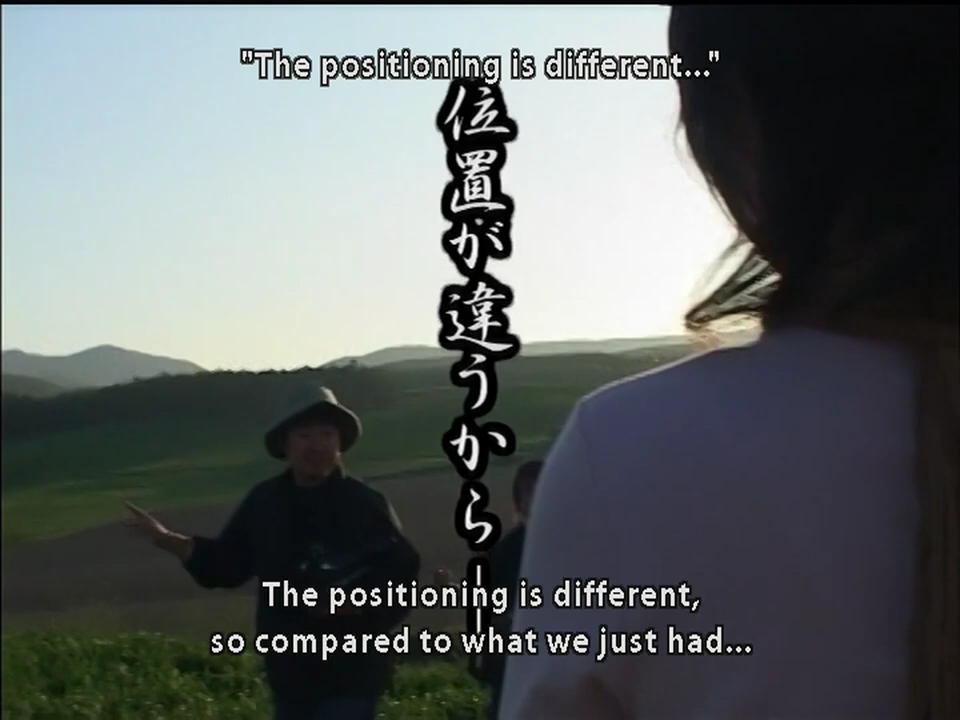 "The positioning is different..."
位置が違うから―
The positioning is different,
so compared to what we just had...